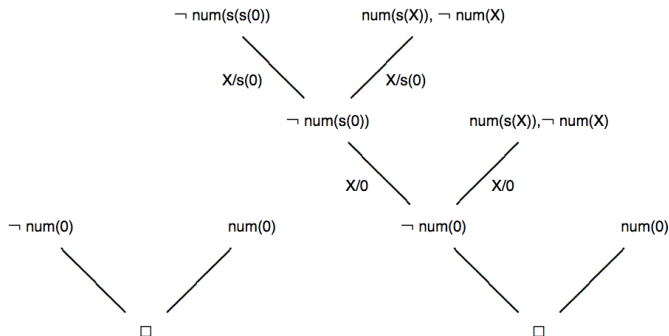 ¬ num(s(s(0)) num(s(X)), ¬ num(X)
X/s(0) X/s(0)
¬ num(s(0)) num(s(X)),¬ num(X)
X/0 X/0
¬ num(0) num(0) ¬ num(0) num(0)
□ □